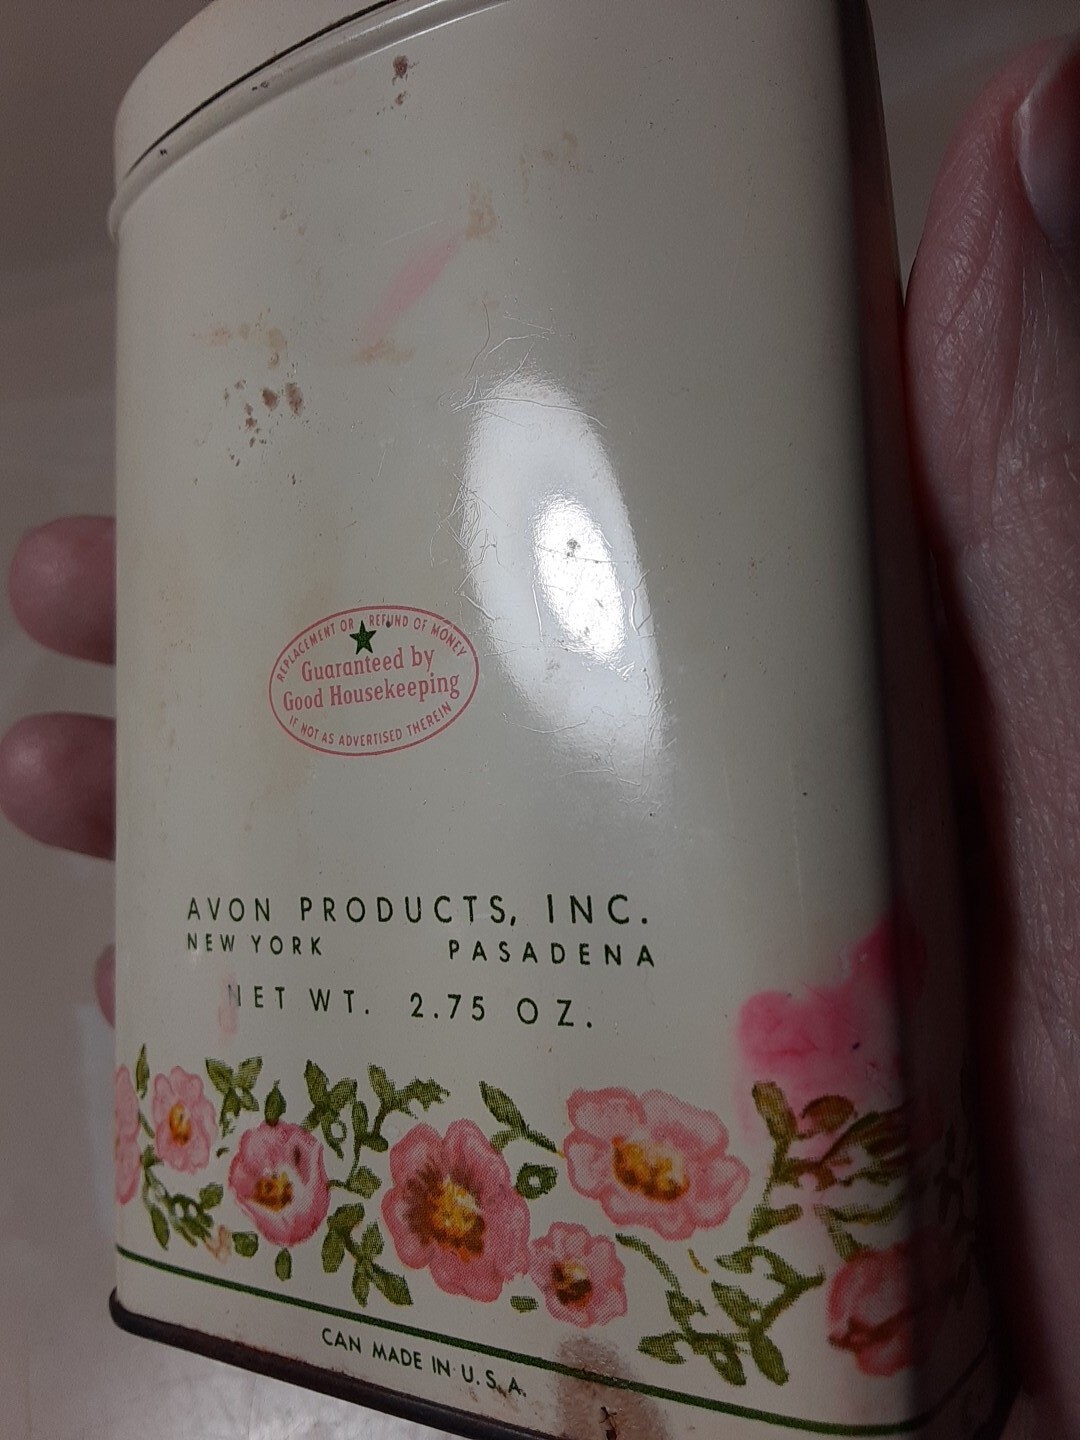 REPLACEMENT OR REFUND OF MONEY
Guaranteed by
Good Housekeeping
IF NOT AS ADVERTISED THEREIN
AVON PRODUCTS, INC.
NEW YORK PASADENA
NET WT. 2.75 OZ.
CAN MADE IN U.S.A.